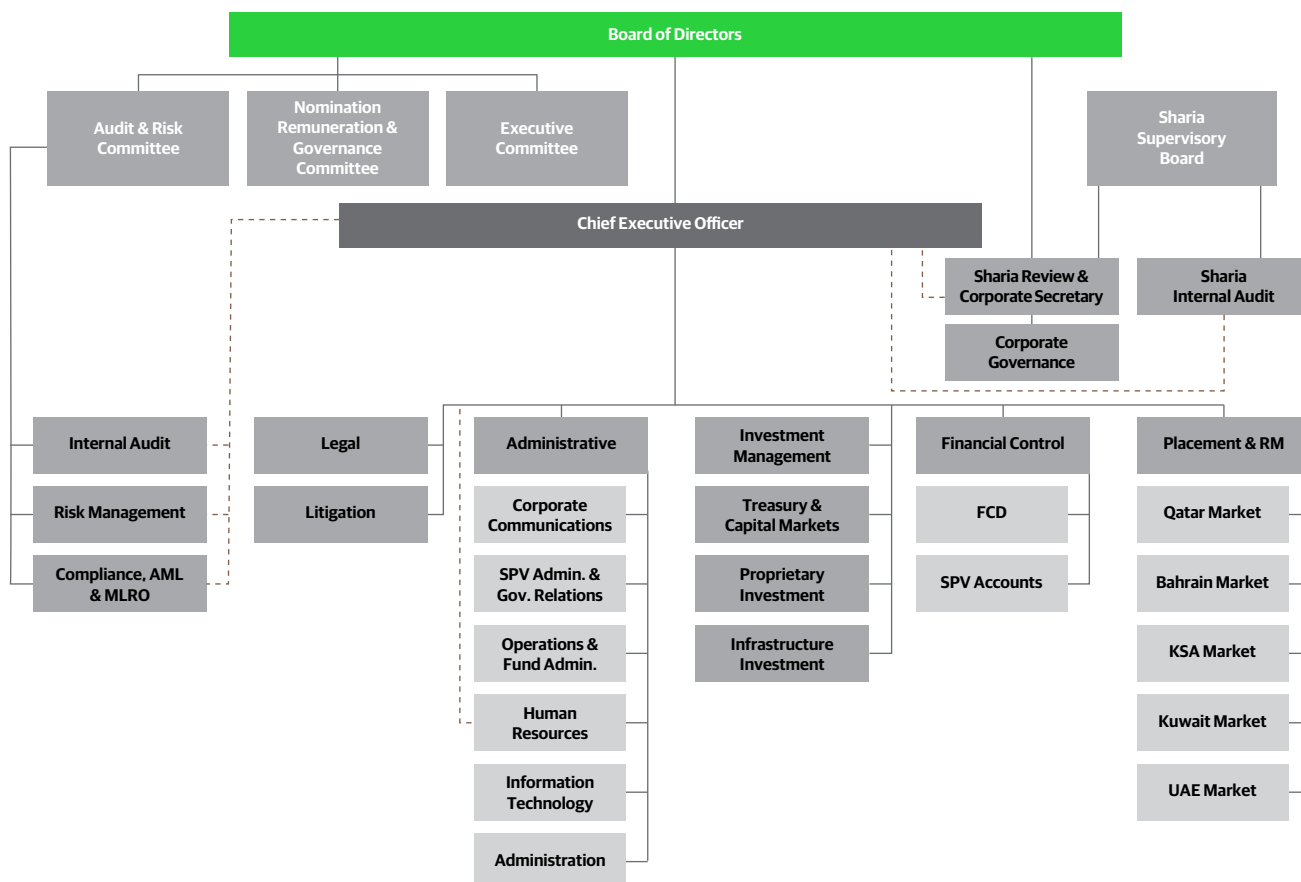 Board of Directors
Audit & Risk
Committee
Nomination
Remuneration &
Governance
Committee
Executive
Committee
Sharia
Supervisory
Board
Chief Executive Officer
Sharia Review &
Corporate Secretary
Sharia
Internal Audit
Corporate
Governance
Internal Audit
Risk Management
Compliance, AML
& MLRO
Legal
Litigation
Administrative
Corporate
Communications
SPV Admin. &
Gov. Relations
Operations &
Fund Admin.
Human
Resources
Information
Technology
Administration
Investment
Management
Treasury &
Capital Markets
Proprietary
Investment
Infrastructure
Investment
Financial Control
FCD
SPV Accounts
Placement & RM
Qatar Market
Bahrain Market
KSA Market
Kuwait Market
UAE Market